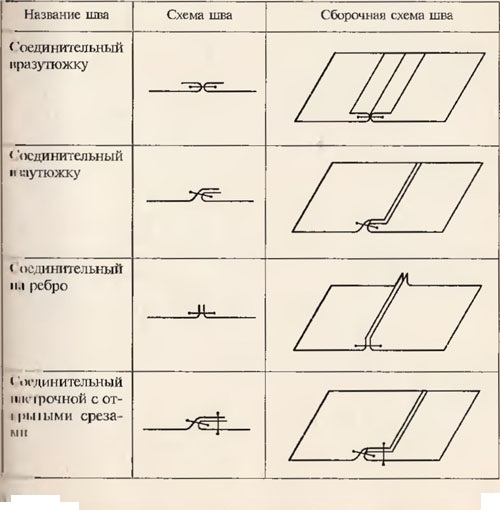 Название шва Схема шва Сборочная схема шва
Соединительный
вразутюжку
Соединительный
взаутюжку
Соединительный
на ребро
Соединительный
настрочной с от-
крытыми среза-
ми